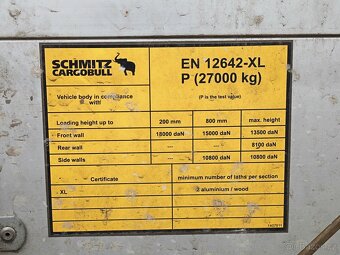 SCHMITZ
CARGOBULL
EN 12642-XL
P (27000 kg)
Vehicle body in compliance
with
(P is the test value)
Loading height up to 200 mm 800 mm max. height
Front wall 18000 daN 15000 daN 13500 daN
Rear wall --- --- 8100 daN
Side walls --- 10800 daN 10800 daN
Certificate minimum number of laths per section
XL 2 aluminium / wood